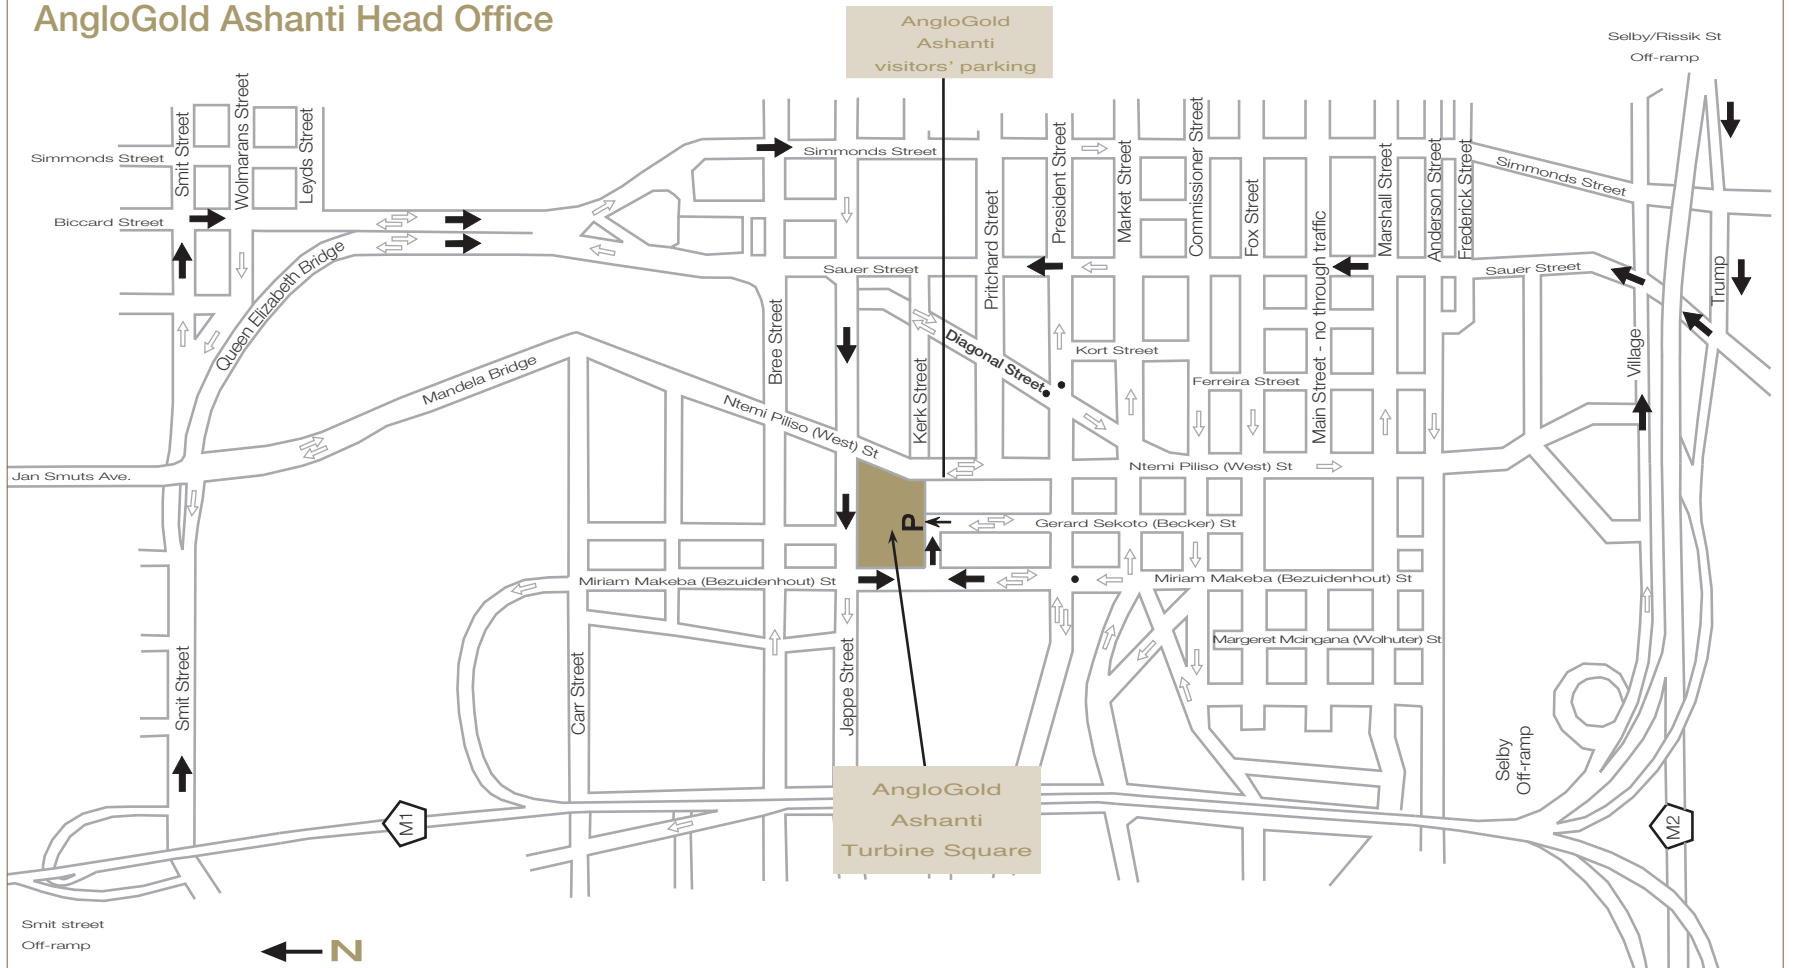 AngloGold Ashanti Head Office
AngloGold
Ashanti
visitors' parking
Selby/Rissik St
Off-ramp
Simmonds Street
Biccard Street
Smit Street
Wolmarans Street
Leyds Street
Queen Elizabeth Bridge
Simmonds Street
Sauer Street
Pritchard Street
President Street
Market Street
Commissioner Street
Fox Street
Main Street - no through traffic
Marshall Street
Anderson Street
Frederick Street
Simmonds Street
Sauer Street
Trump
Village
Bree Street
Kerk Street
Diagonal Street
Kort Street
Ferreira Street
Mandela Bridge
Ntemi Piliso (West) St
Ntemi Piliso (West) St
Jan Smuts Ave.
P
Gerard Sekoto (Becker) St
Miriam Makeba (Bezuidenhout) St
Miriam Makeba (Bezuidenhout) St
Margeret Mcingana (Wolhuter) St
Smit Street
Carr Street
Jeppe Street
Selby
Off-ramp
AngloGold
Ashanti
Turbine Square
M1
M2
Smit street
Off-ramp
N